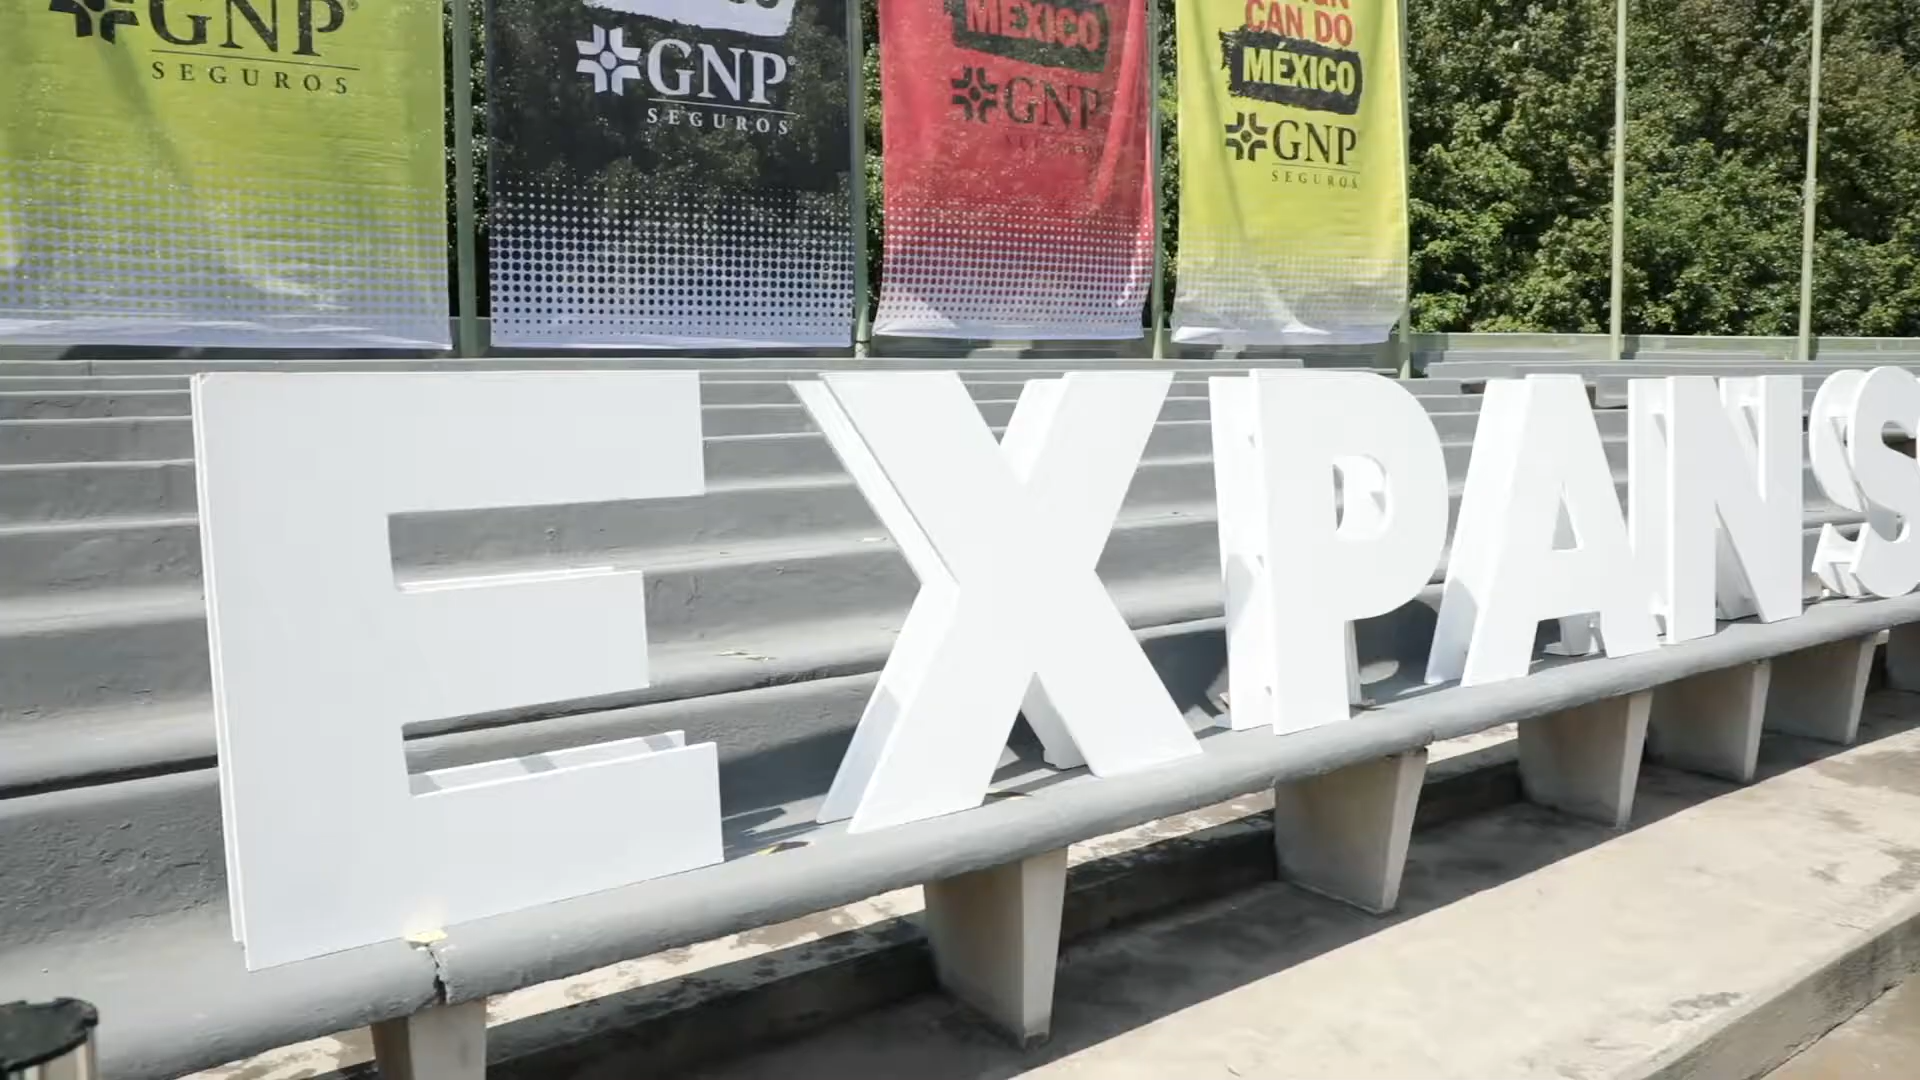 GNP
SEGUROS
GNP
SEGUROS
MÉXICO
GNP
CAN DO
MÉXICO
GNP
SEGUROS
EXPANS